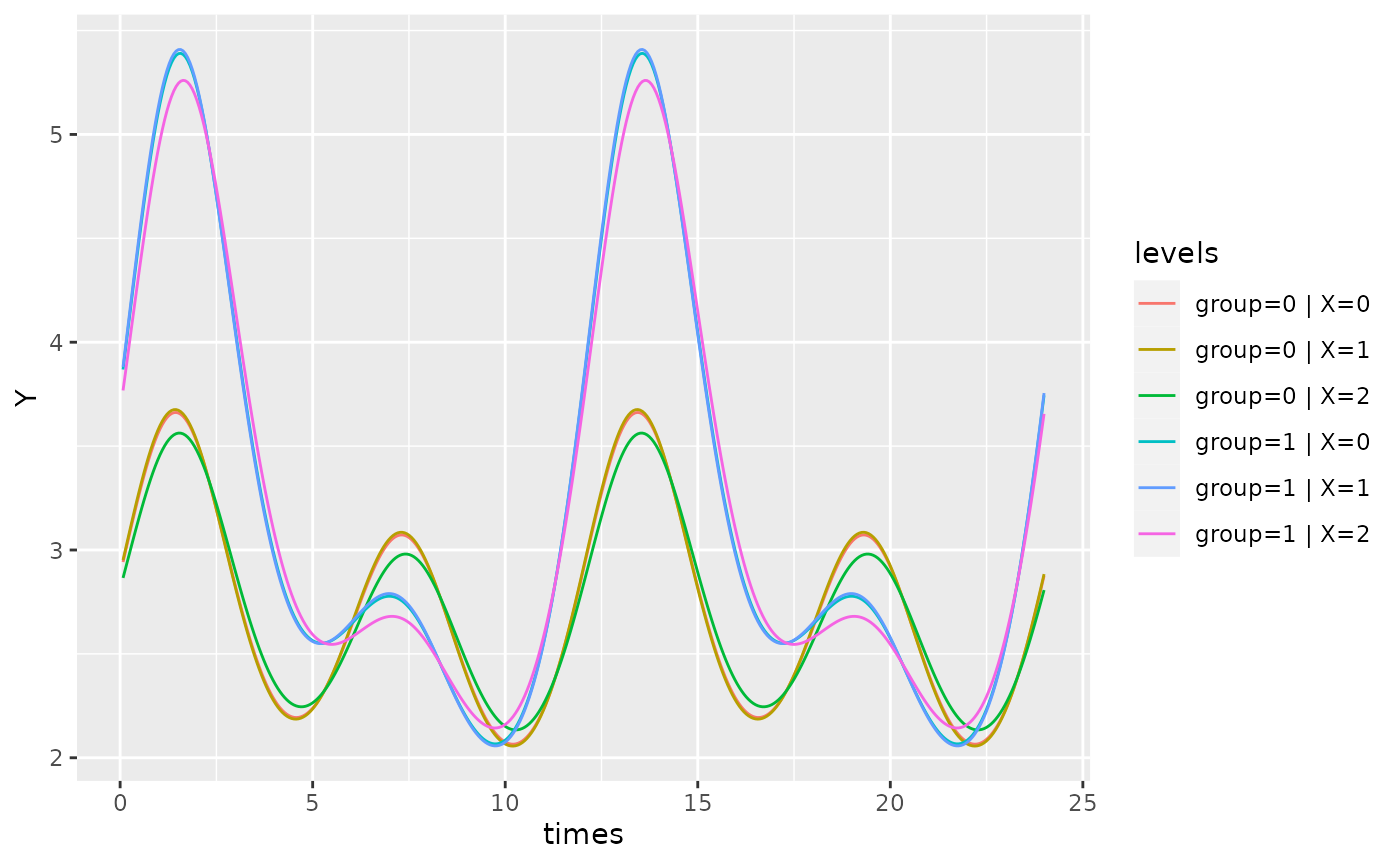 5
4
3
2
Y
0
5
10
15
20
25
times
levels
group=0 | X=0
group=0 | X=1
group=0 | X=2
group=1 | X=0
group=1 | X=1
group=1 | X=2